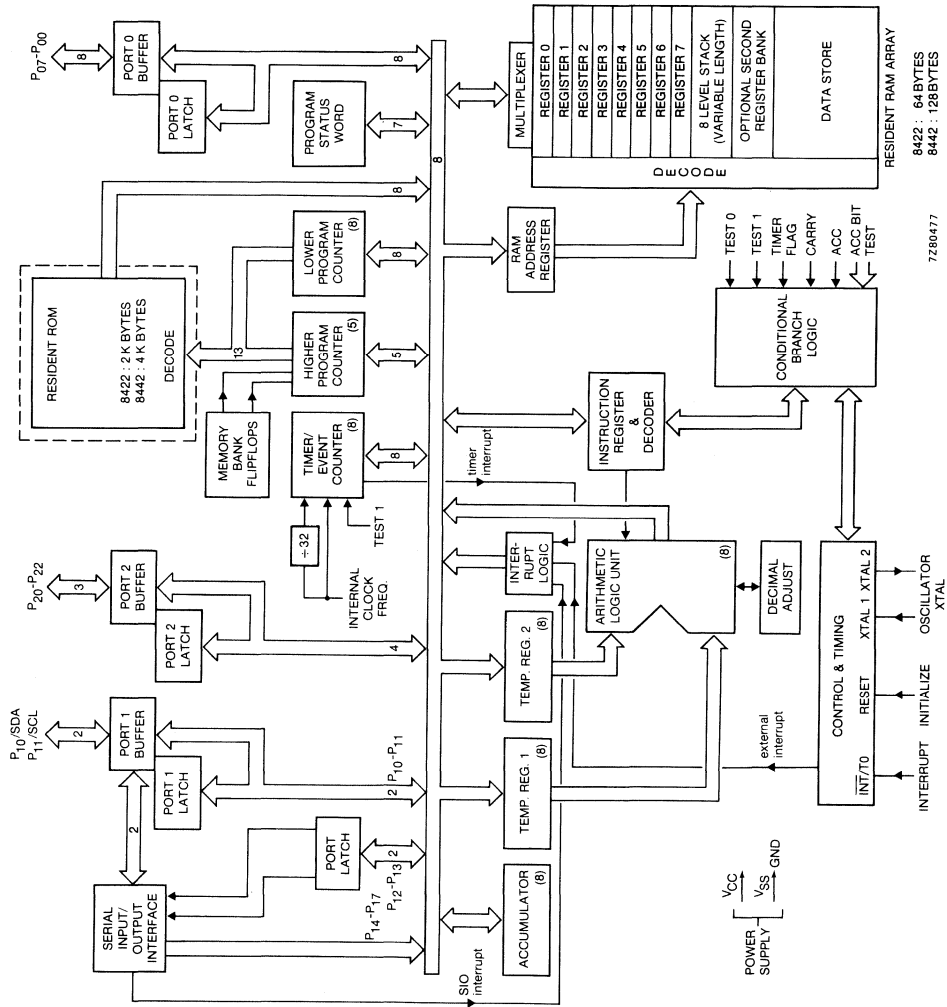 P10/SDA
P11/SCL
2
PORT 1
BUFFER
PORT 1
LATCH
SERIAL
INPUT/
OUTPUT
INTERFACE
2
PORT
LATCH
P14-P17
P12-P13
2
2
P10-P11
P20-P22
3
PORT 2
BUFFER
PORT 2
LATCH
4
INTERNAL
CLOCK
FREQ.
÷32
TEST 1
TIMER/
EVENT
COUNTER
(8)
8
MEMORY
BANK
FLIPFLOPS
HIGHER
PROGRAM
COUNTER
(5)
5
LOWER
PROGRAM
COUNTER
(8)
8
13
RESIDENT ROM
8422 : 2 K BYTES
8442 : 4 K BYTES
DECODE
8
PROGRAM
STATUS
WORD
7
P07-P00
8
PORT 0
BUFFER
PORT 0
LATCH
8
8
SIO
interrupt
ACCUMULATOR
(8)
TEMP. REG. 1
(8)
TEMP. REG. 2
(8)
INTER-
RUPT
LOGIC
timer
interrupt
external
interrupt
ARITHMETIC
LOGIC UNIT
(8)
DECIMAL
ADJUST
INSTRUCTION
REGISTER
&
DECODER
RAM
ADDRESS
REGISTER
MULTIPLEXER
REGISTER 0
REGISTER 1
REGISTER 2
REGISTER 3
REGISTER 4
REGISTER 5
REGISTER 6
REGISTER 7
8 LEVEL STACK
(VARIABLE LENGTH)
OPTIONAL SECOND
REGISTER BANK
DATA STORE
DECODE
RESIDENT RAM ARRAY
8422 : 64 BYTES
8442 : 128 BYTES
CONDITIONAL
BRANCH
LOGIC
TEST 0
TEST 1
TIMER
FLAG
CARRY
ACC
ACC BIT
TEST
CONTROL & TIMING
INT/T0
RESET
XTAL 1
XTAL 2
INTERRUPT
INITIALIZE
OSCILLATOR
XTAL
POWER
SUPPLY
VCC
VSS
GND
7Z80477